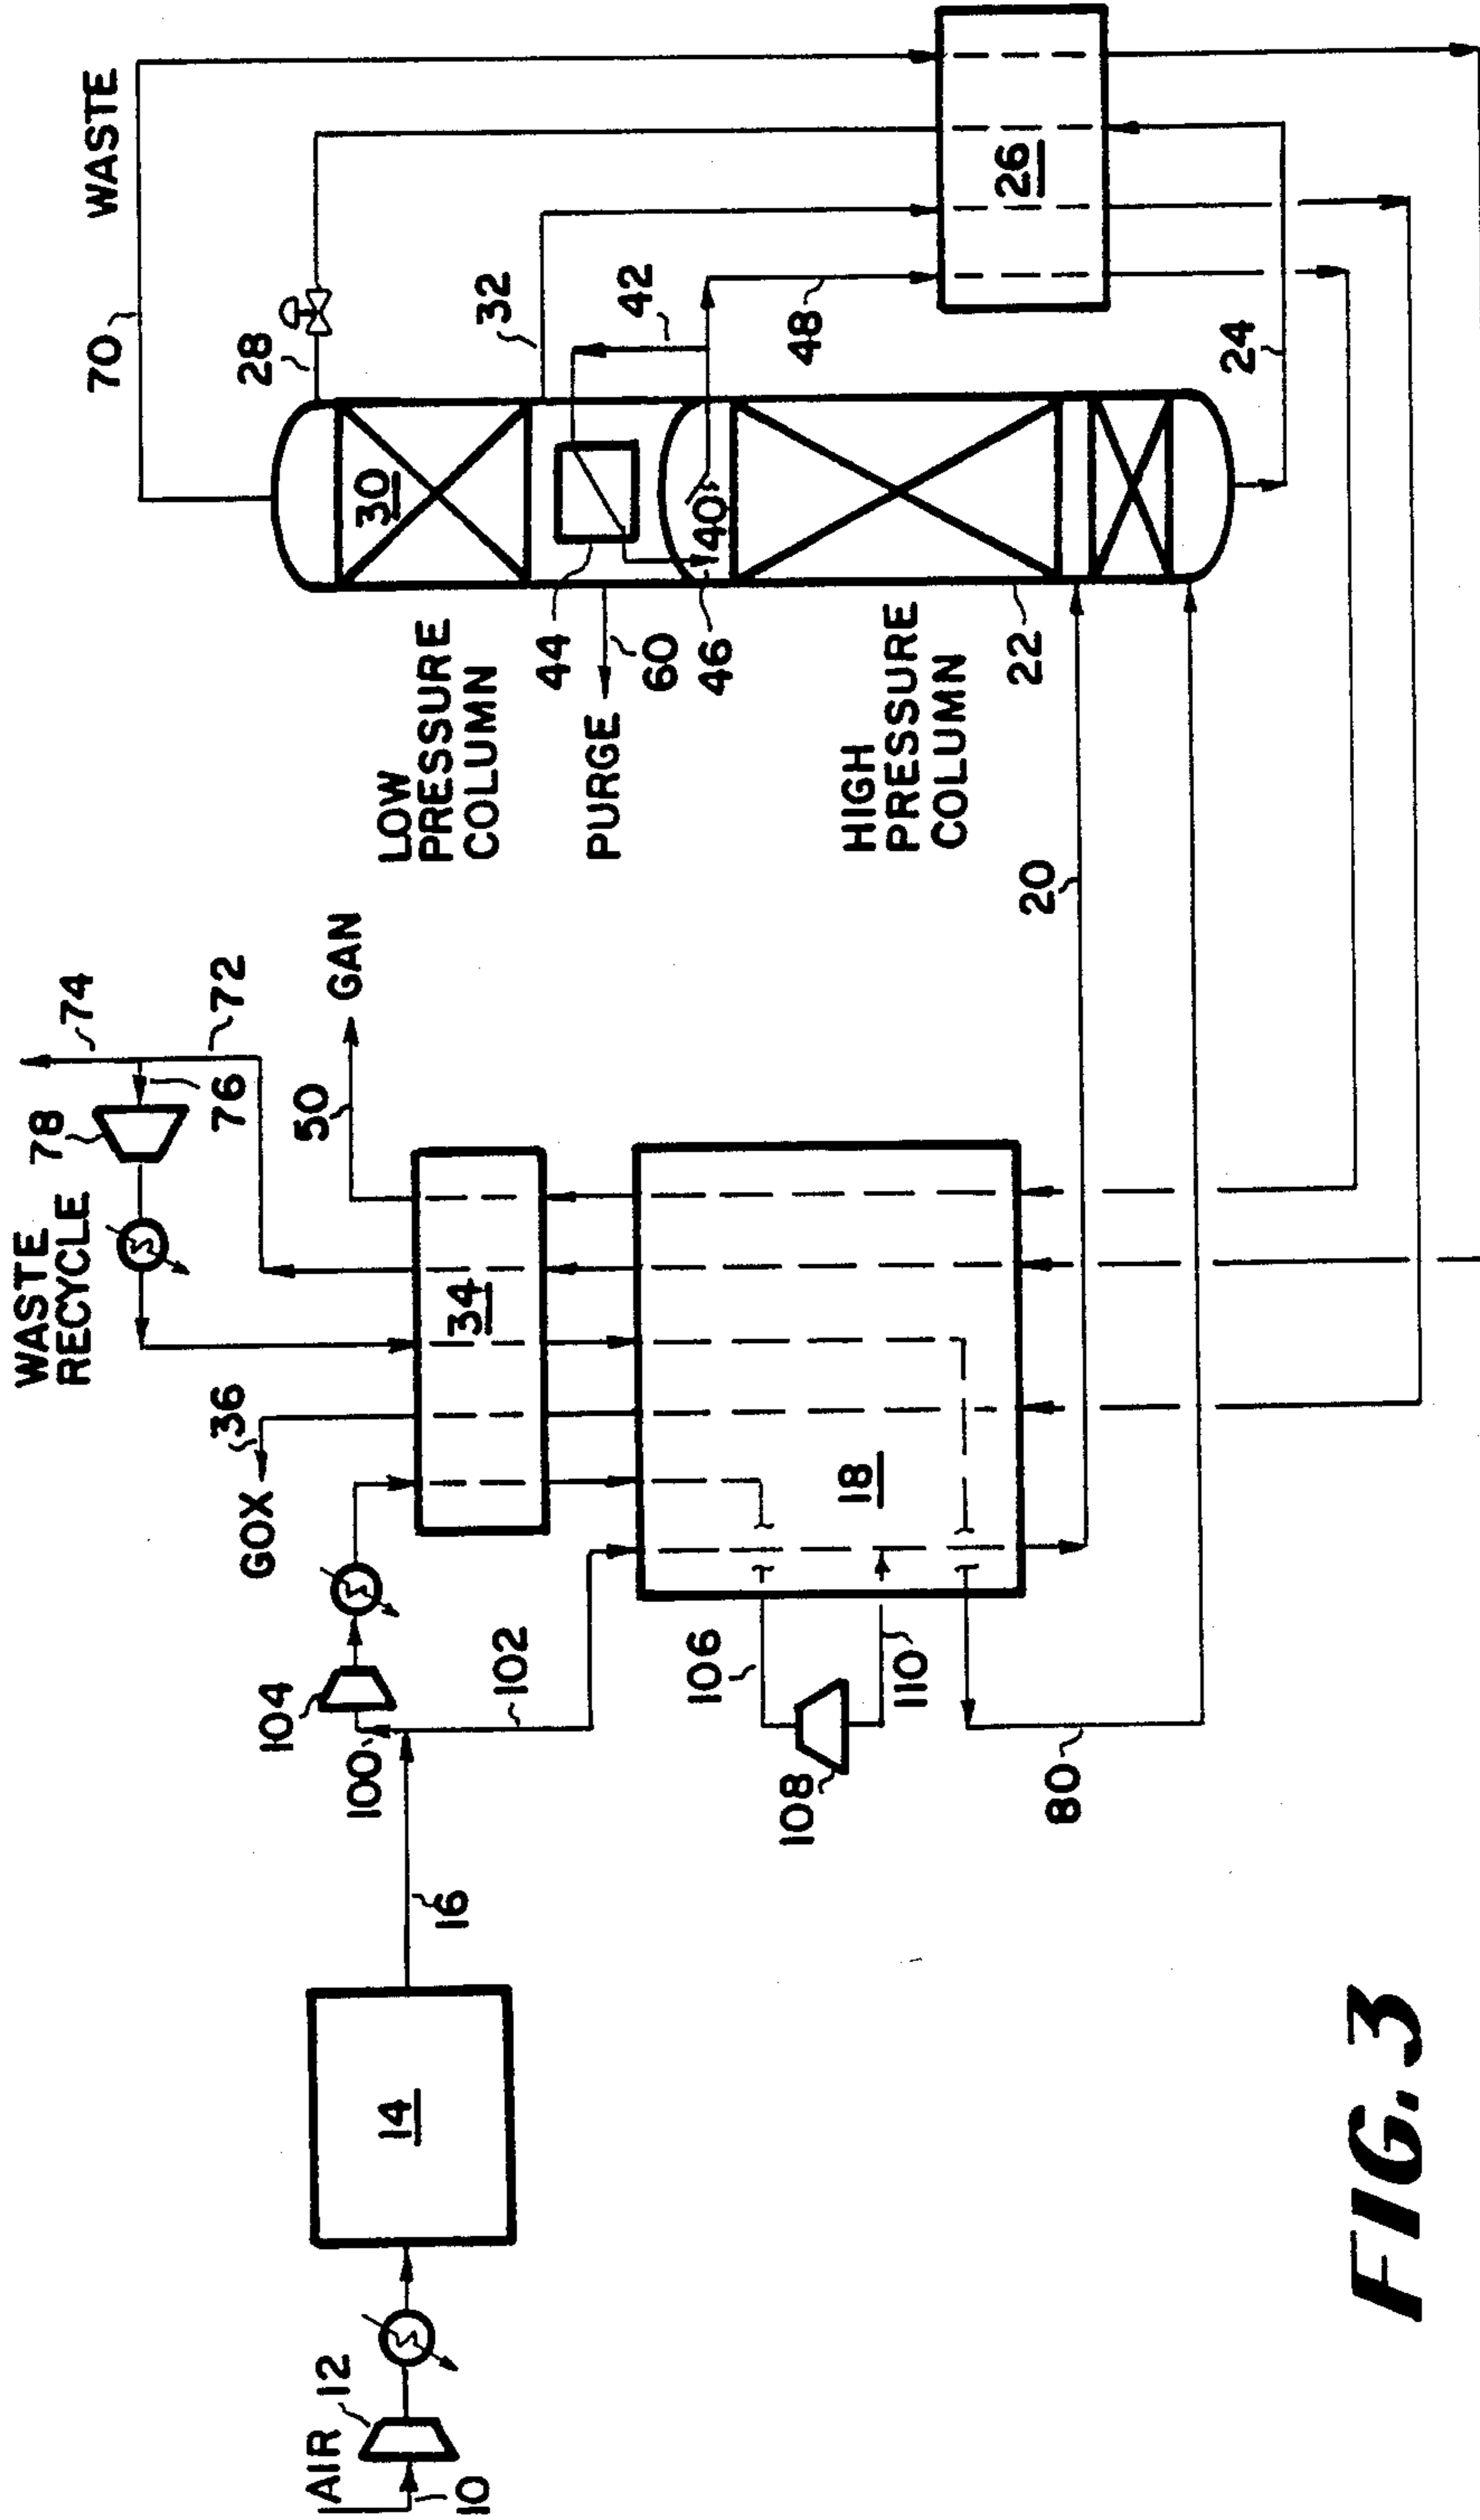 WASTE
RECYCLE
78
74
76
72
70
WASTE
36
GOX
50
GAN
28
104
34
LOW
PRESSURE
COLUMN
30
32
AIR
12
10
14
16
100
102
44
42
PURGE
60
46
40
48
106
108
110
18
HIGH
PRESSURE
COLUMN
22
26
20
80
24
FIG. 3